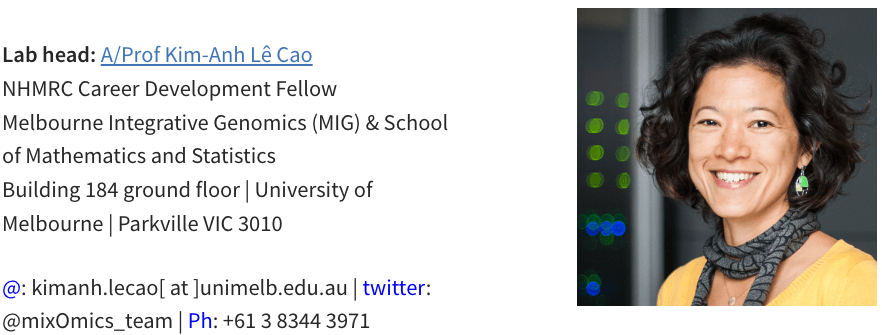 Lab head: A/Prof Kim-Anh Lê Cao
NHMRC Career Development Fellow
Melbourne Integrative Genomics (MIG) & School
of Mathematics and Statistics
Building 184 ground floor | University of
Melbourne | Parkville VIC 3010
@: kimanh.lecao[ at ]unimelb.edu.au | twitter:
@mixOmics_team | Ph: +61 3 8344 3971